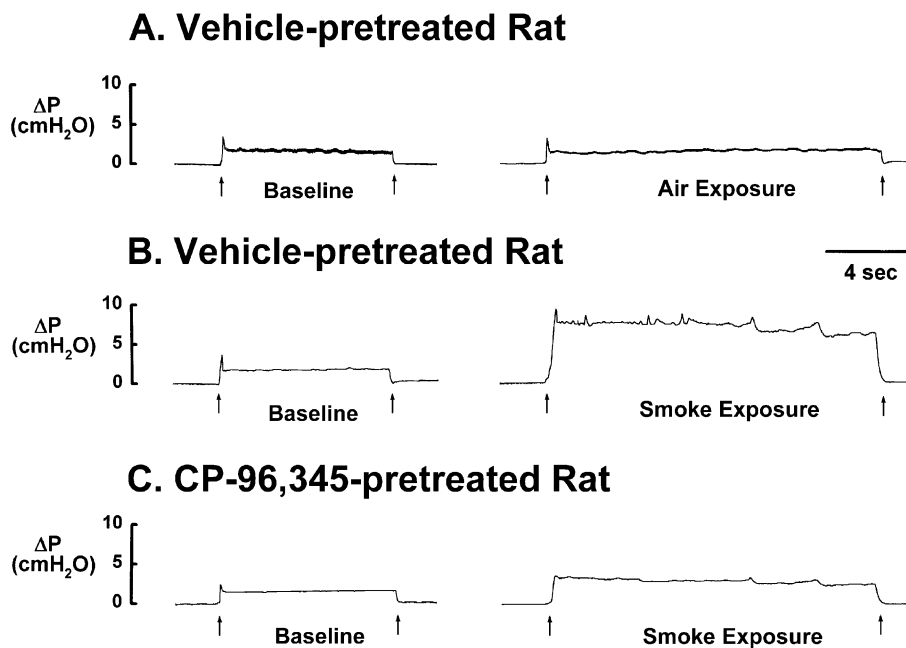 A. Vehicle-pretreated Rat
10
ΔP
(cmH₂O)
5
0
Baseline
Air Exposure
B. Vehicle-pretreated Rat
4 sec
10
ΔP
(cmH₂O)
5
0
Baseline
Smoke Exposure
C. CP-96,345-pretreated Rat
10
ΔP
(cmH₂O)
5
0
Baseline
Smoke Exposure